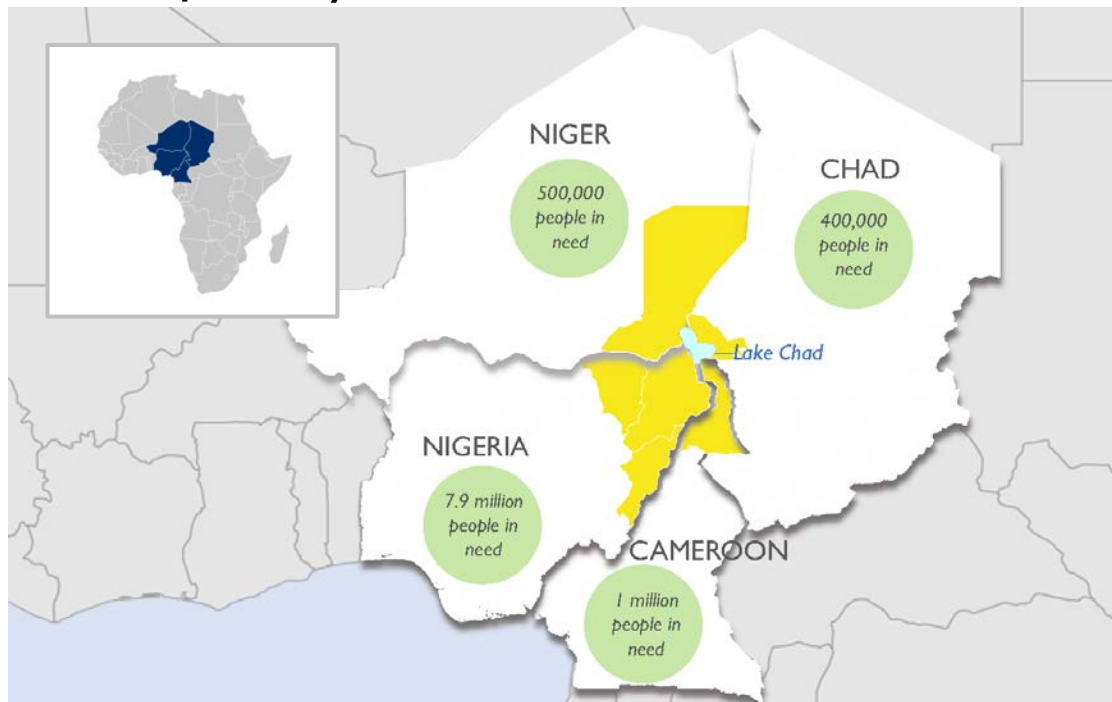 NIGER
500,000
people in
need
CHAD
400,000
people in
need
Lake Chad
NIGERIA
7.9 million
people in
need
CAMEROON
1 million
people in
need